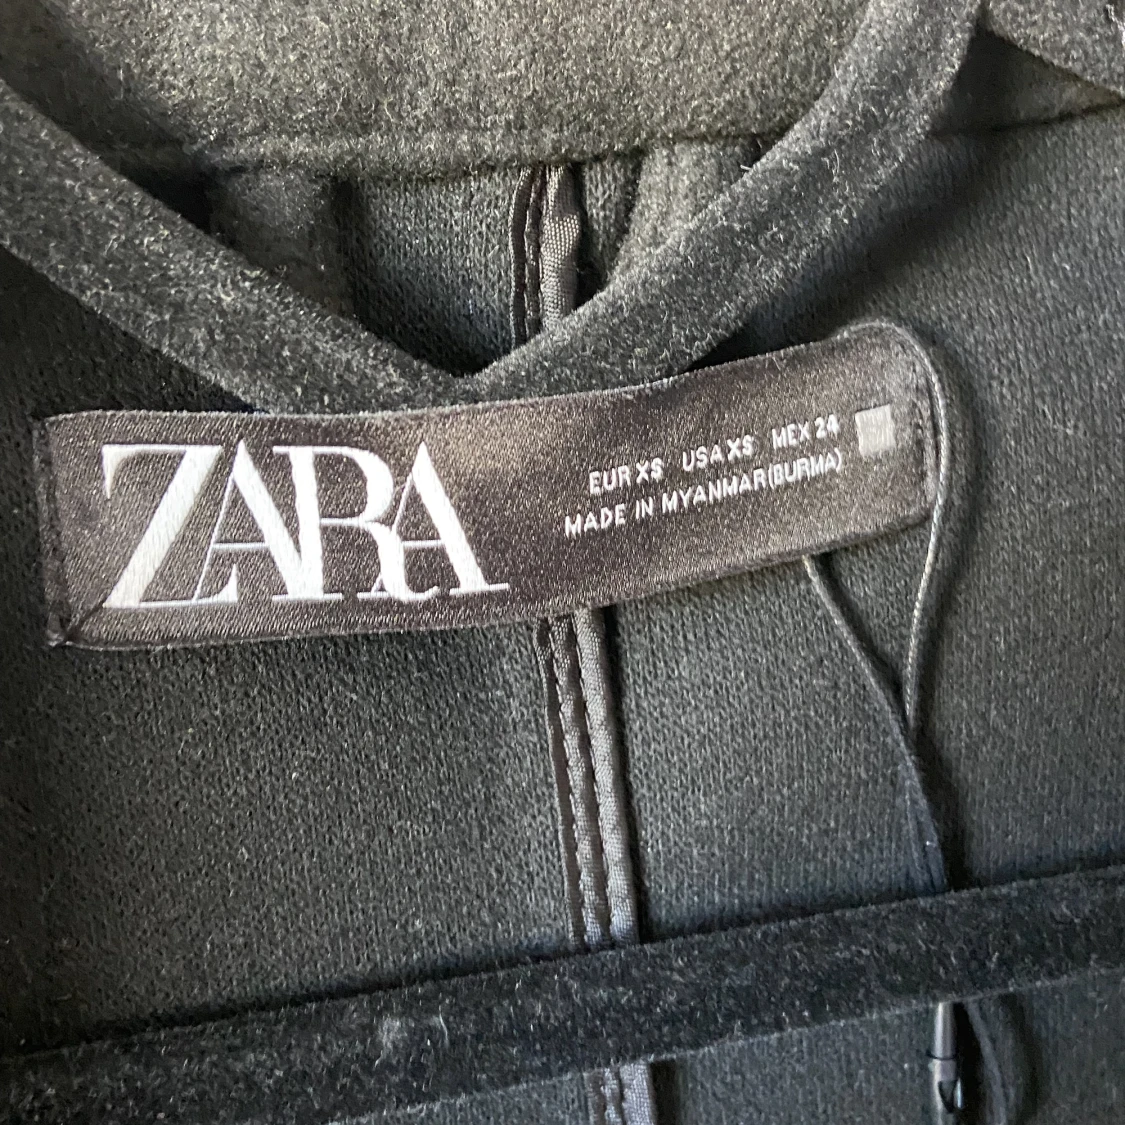 ZARA
EUR XS USA XS MEX 24
MADE IN MYANMAR (BURMA)